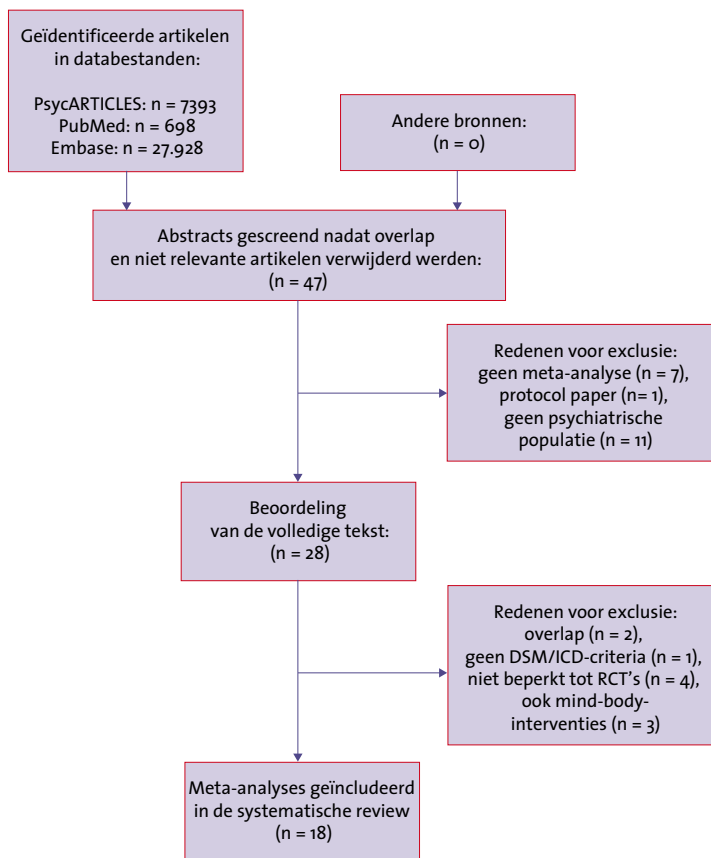 Geïdentificeerde artikelen
in databestanden:
PsycARTICLES: n = 7393
PubMed: n = 698
Embase: n = 27.928
Andere bronnen:
(n = 0)
Abstracts gescreend nadat overlap
en niet relevante artikelen verwijderd werden:
(n = 47)
Redenen voor exclusie:
geen meta-analyse (n = 7),
protocol paper (n= 1),
geen psychiatrische
populatie (n = 11)
Beoordeling
van de volledige tekst:
(n = 28)
Redenen voor exclusie:
overlap (n = 2),
geen DSM/ICD-criteria (n = 1),
niet beperkt tot RCT's (n = 4),
ook mind-body-
interventies (n = 3)
Meta-analyses geïncludeerd
in de systematische review
(n = 18)